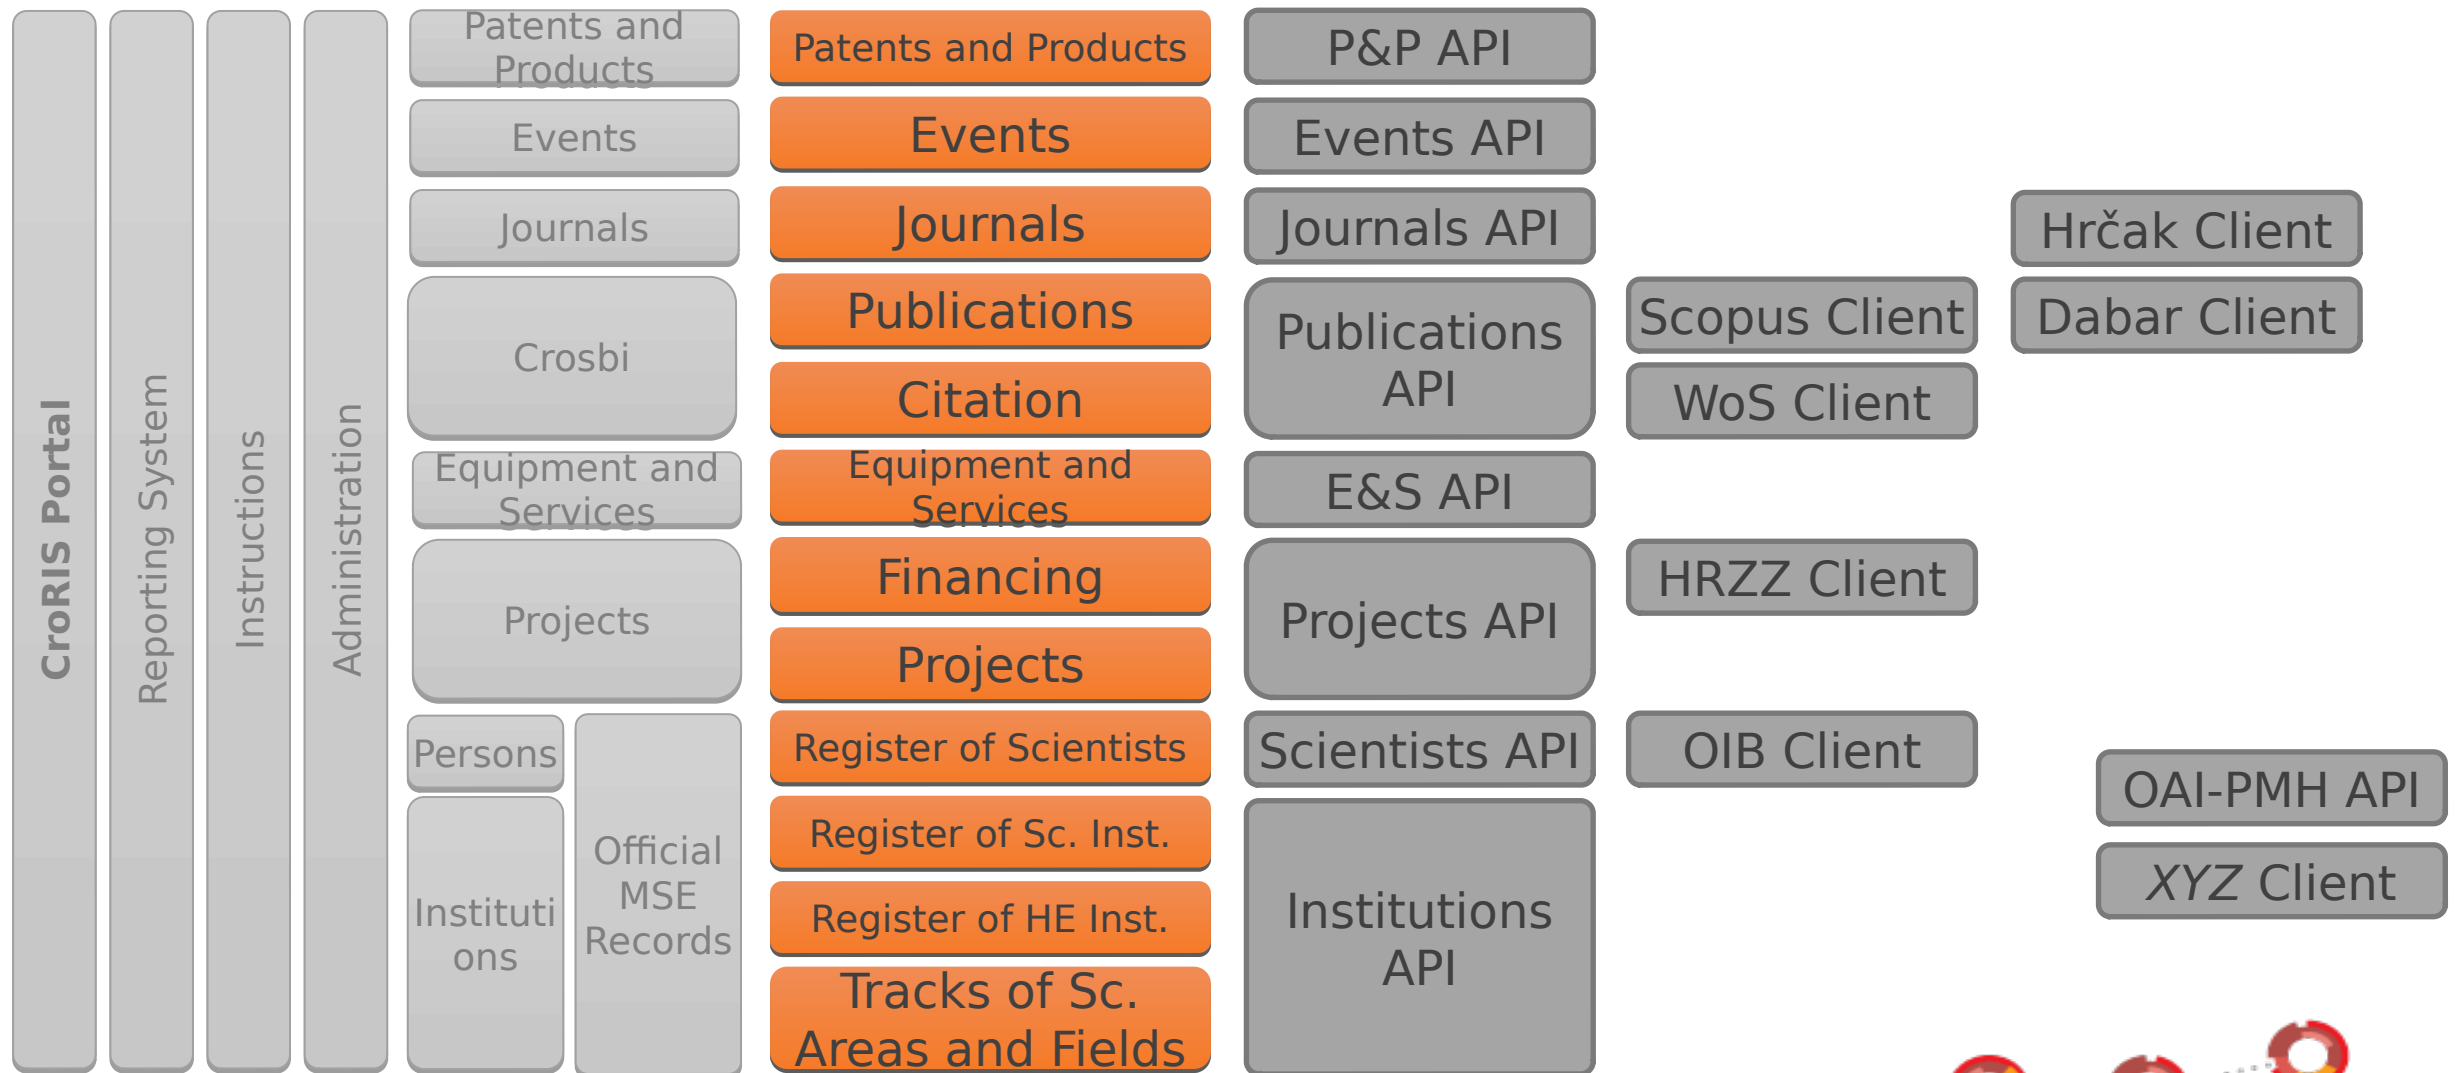 CroRIS Portal
Reporting System
Instructions
Administration
Patents and
Products
Events
Journals
Crosbi
Equipment and
Services
Projects
Persons
Instituti
ons
Official
MSE
Records
Patents and Products
Events
Journals
Publications
Citation
Equipment and
Services
Financing
Projects
Register of Scientists
Register of Sc. Inst.
Register of HE Inst.
Tracks of Sc.
Areas and Fields
P&P API
Events API
Journals API
Publications
API
E&S API
Projects API
Scientists API
Institutions
API
Scopus Client
WoS Client
HRZZ Client
OIB Client
Hrčak Client
Dabar Client
OAI-PMH API
XYZ Client